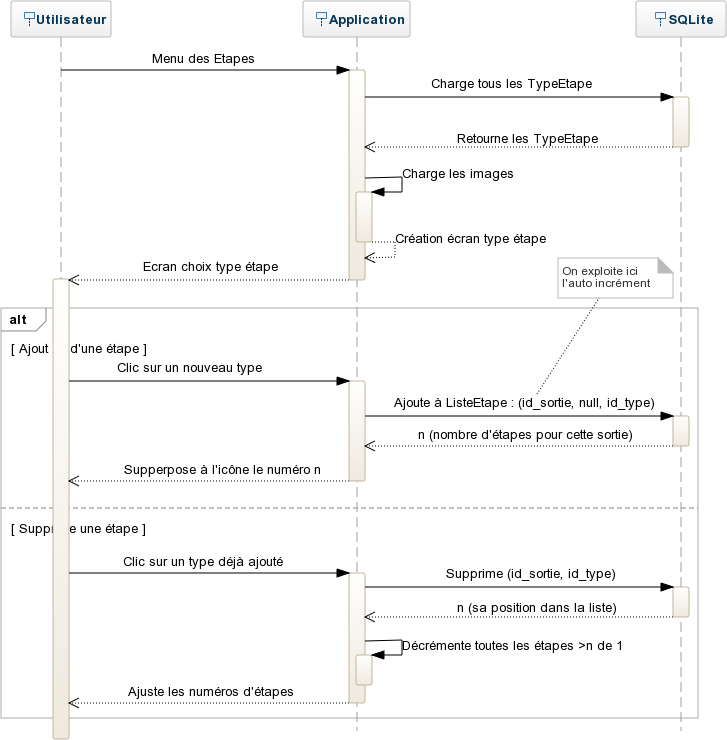 Utilisateur
Application
SQLite
Menu des Etapes
Charge tous les TypeEtape
Retourne les TypeEtape
Charge les images
Création écran type étape
Ecran choix type étape
On exploite ici
l'auto incrément
alt
[ Ajout d'une étape ]
Clic sur un nouveau type
Ajoute à ListeEtape : (id_sortie, null, id_type)
n (nombre d'étapes pour cette sortie)
Supperpose à l'icône le numéro n
[ Supprime une étape ]
Clic sur un type déjà ajouté
Supprime (id_sortie, id_type)
n (sa position dans la liste)
Décrémente toutes les étapes >n de 1
Ajuste les numéros d'étapes